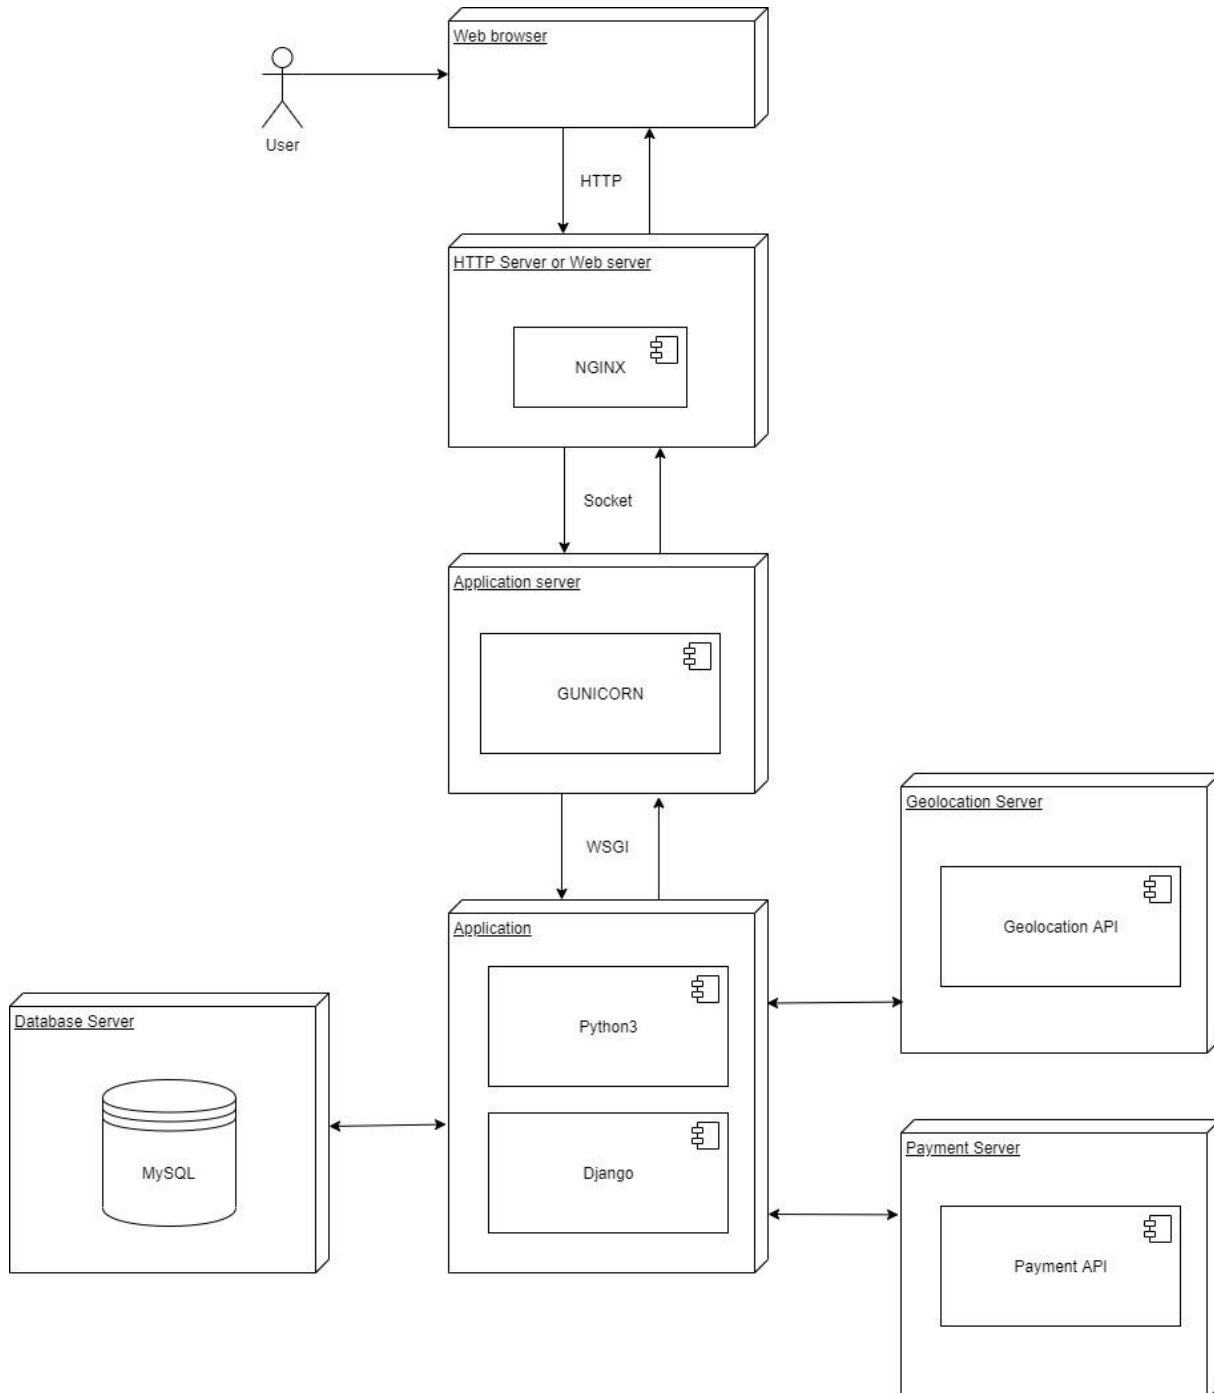 Web browser
User
HTTP
HTTP Server or Web server
NGINX
Socket
Application server
GUNICORN
WSGI
Geolocation Server
Geolocation API
Application
Python3
Database Server
MySQL
Django
Payment Server
Payment API